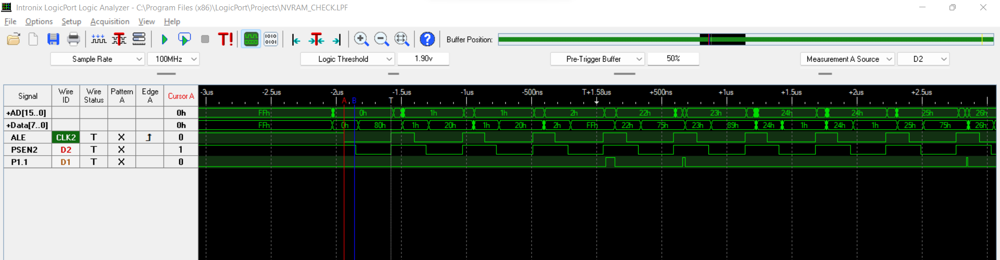 Intronix LogicPort Logic Analyzer - C:\Program Files (x86)\LogicPort\Projects\NVRAM_CHECK.LPF
File Options Setup Acquisition View Help
T! 1010 0101 ? Buffer Position:
Sample Rate 100MHz Logic Threshold 1.90v Pre-Trigger Buffer 50% Measurement A Source D2
Signal Wire ID Wire Status Pattern A Edge A Cursor A
-3us -2.5us -2us -1.5us -1us -500ns T+1.58us +500ns +1us +1.5us +2us +2.5us
A B T
+AD[15..0] 0h FFh 0h 1h 1h 2h 22h 23h 24h 24h 25h 26h
+Data[7..0] 0h FFh 0h 80h 1h 20h 1h 20h 2h FFh 22h 75h 23h 89h 24h 1h 24h 1h 25h 75h 26h
ALE CLK2 T X 0
PSEN2 D2 T X 1
P1.1 D1 T X 0